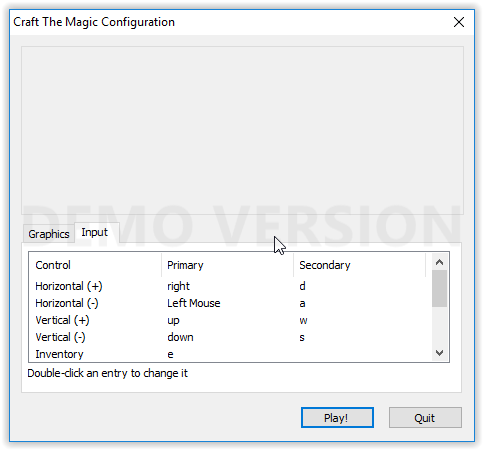 Craft The Magic Configuration
DEMO VERSION
Graphics Input
Control Primary Secondary
Horizontal (+) right d
Horizontal (-) Left Mouse a
Vertical (+) up w
Vertical (-) down s
Inventory e
Double-click an entry to change it
Play! Quit